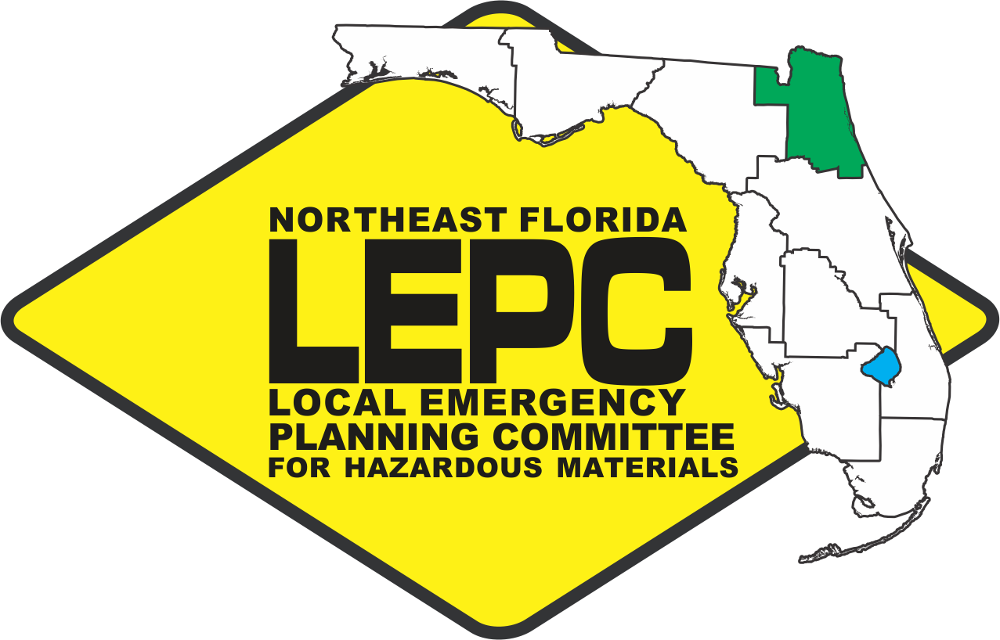 NORTHEAST FLORIDA
LEPC
LOCAL EMERGENCY
PLANNING COMMITTEE
FOR HAZARDOUS MATERIALS